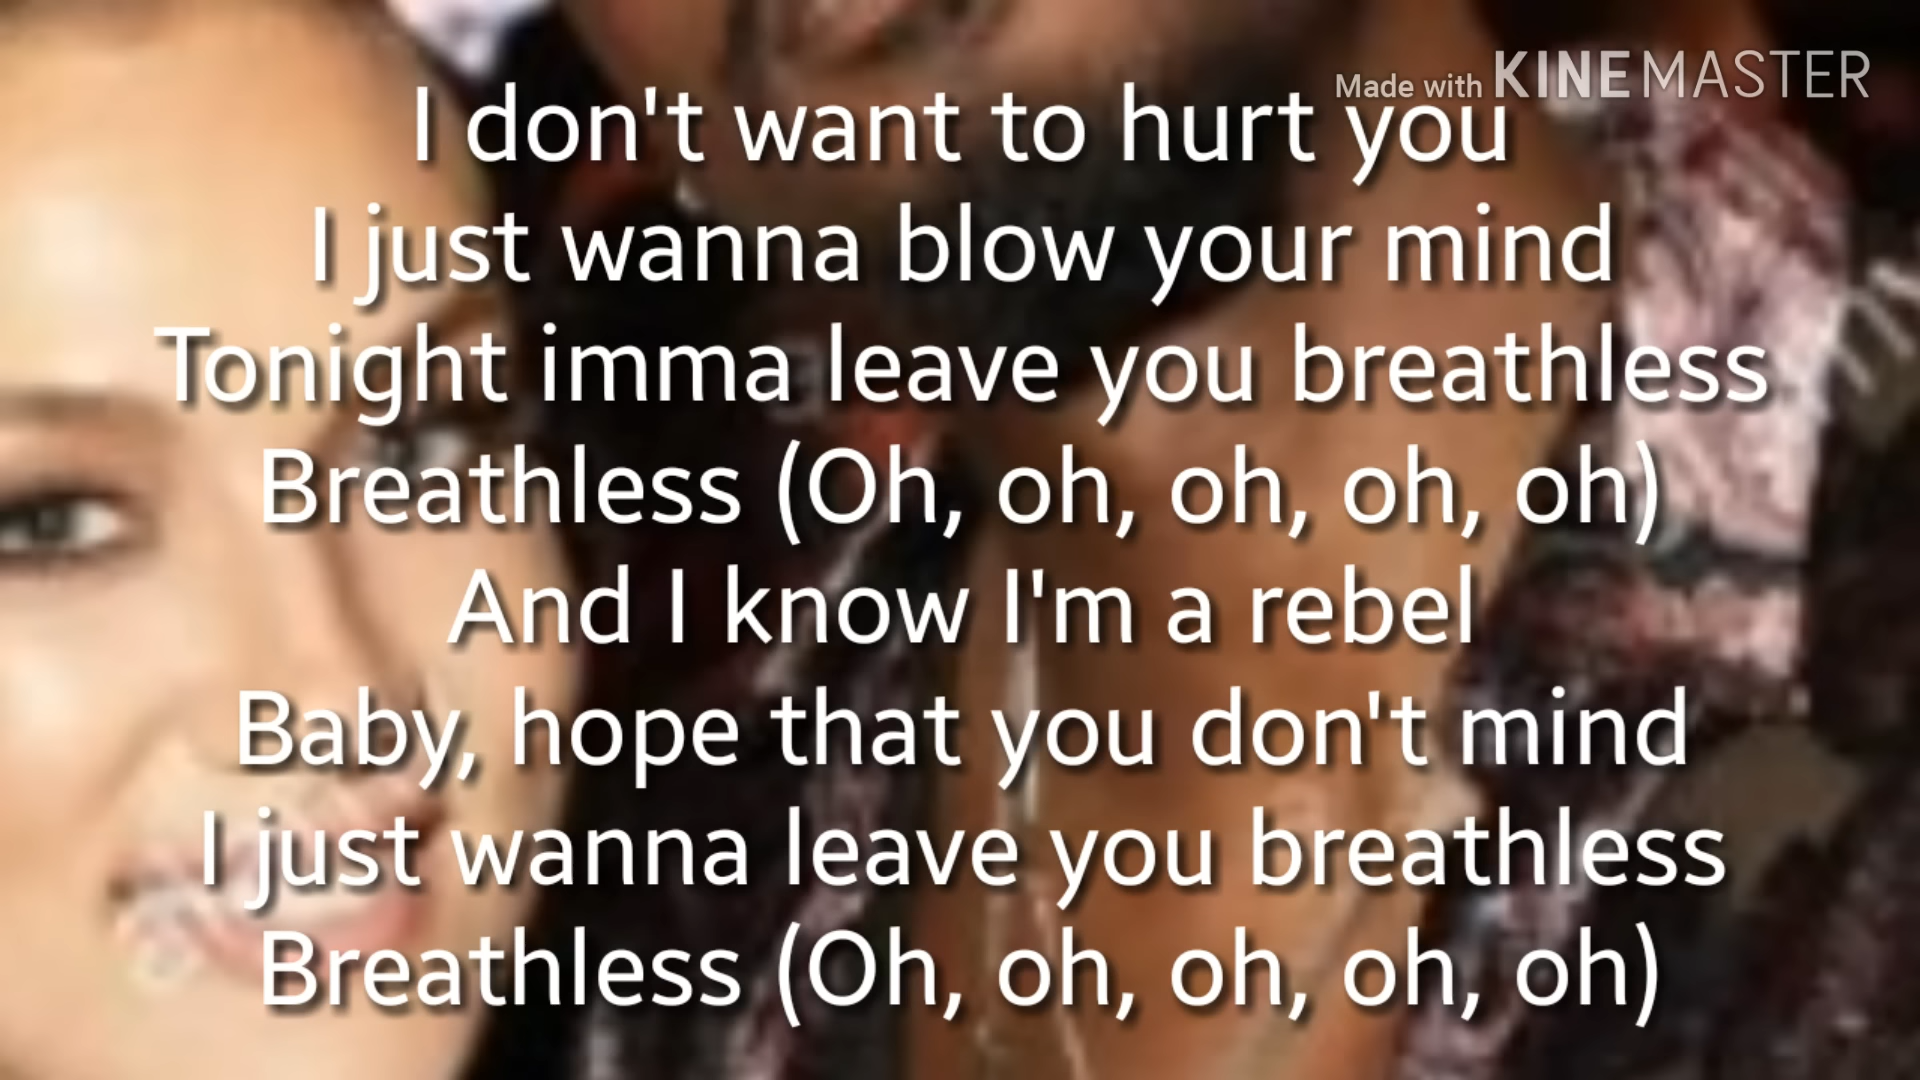 Made with KINEMASTER
I don't want to hurt you
I just wanna blow your mind
Tonight imma leave you breathless
Breathless (Oh, oh, oh, oh, oh)
And I know I'm a rebel
Baby, hope that you don't mind
I just wanna leave you breathless
Breathless (Oh, oh, oh, oh, oh)